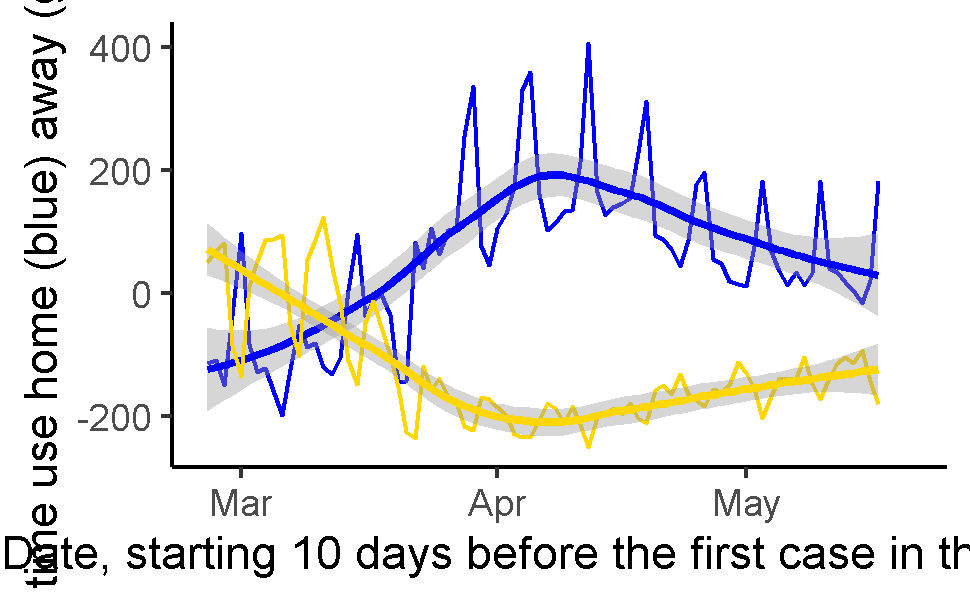 time use home (blue) away (
400
200
0
-200
Mar Apr May
Date, starting 10 days before the first case in th